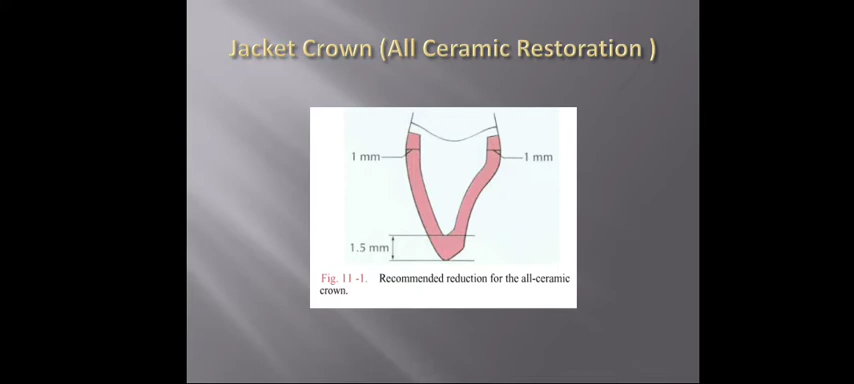 Jacket Crown (All Ceramic Restoration )
1 mm
1 mm
1.5 mm
Fig. 11 -1. Recommended reduction for the all-ceramic
crown.